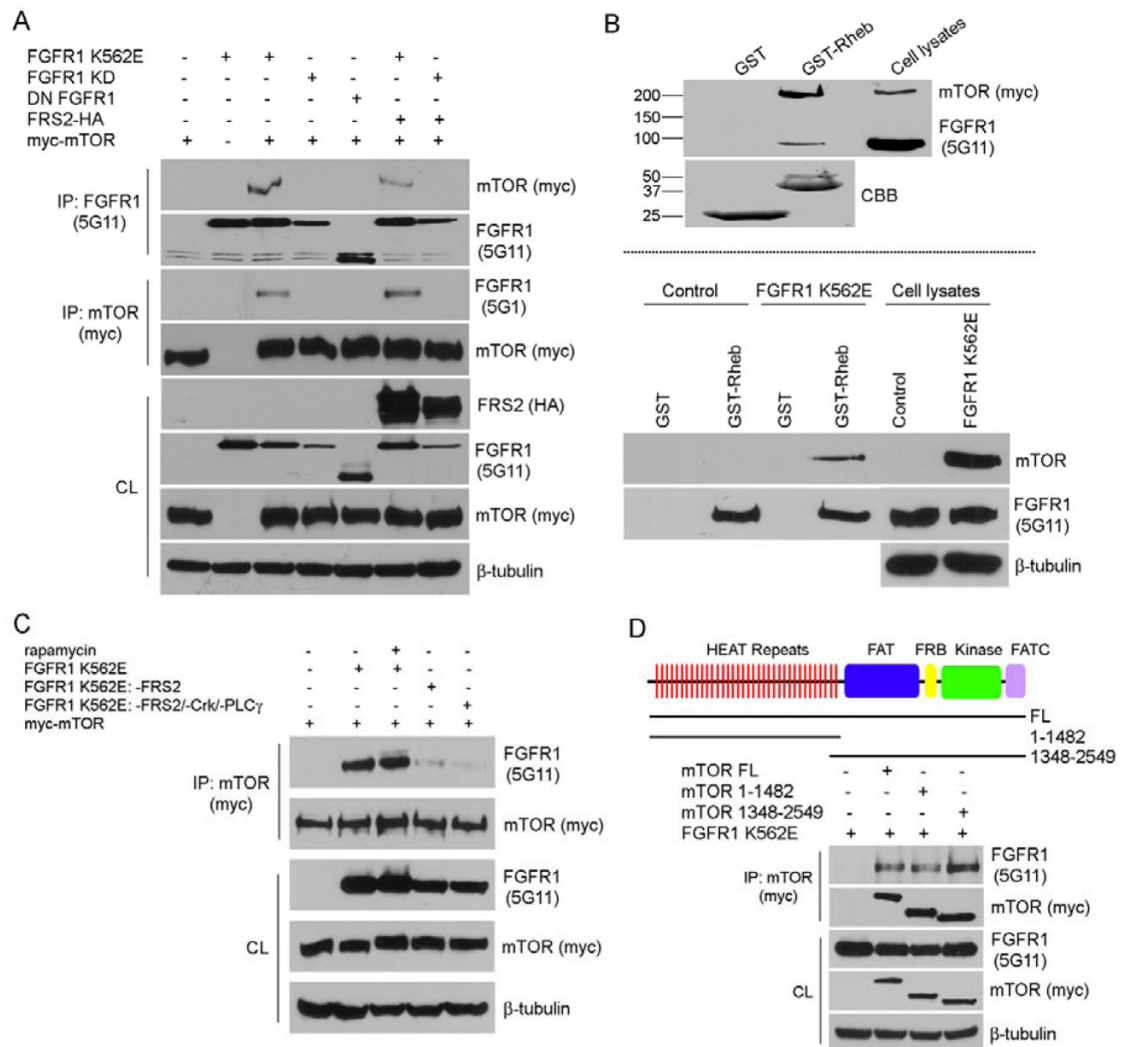 A
FGFR1 K562E - + + - - + -
FGFR1 KD - - - + - - +
DN FGFR1 - - - - + - -
FRS2-HA - - - - - + +
myc-mTOR + - + + + + +
IP: FGFR1
(5G11)
mTOR (myc)
FGFR1
(5G11)
IP: mTOR
(myc)
FGFR1
(5G1)
mTOR (myc)
CL
FRS2 (HA)
FGFR1
(5G11)
mTOR (myc)
β-tubulin
B
GST
GST-Rheb
Cell lysates
200
150
100
mTOR (myc)
FGFR1
(5G11)
50
37
25
CBB
Control
FGFR1 K562E
Cell lysates
GST
GST-Rheb
GST
GST-Rheb
Control
FGFR1 K562E
mTOR
FGFR1
(5G11)
β-tubulin
C
rapamycin - - + - -
FGFR1 K562E - + + - -
FGFR1 K562E: -FRS2 - - - + -
FGFR1 K562E: -FRS2/-Crk/-PLCγ - - - - +
myc-mTOR + + + + +
IP: mTOR
(myc)
FGFR1
(5G11)
mTOR (myc)
CL
FGFR1
(5G11)
mTOR (myc)
β-tubulin
D
HEAT Repeats FAT FRB Kinase FATC
FL
1-1482
1348-2549
mTOR FL - + - -
mTOR 1-1482 - - + -
mTOR 1348-2549 - - - +
FGFR1 K562E + + + +
IP: mTOR
(myc)
FGFR1
(5G11)
mTOR (myc)
CL
FGFR1
(5G11)
mTOR (myc)
β-tubulin